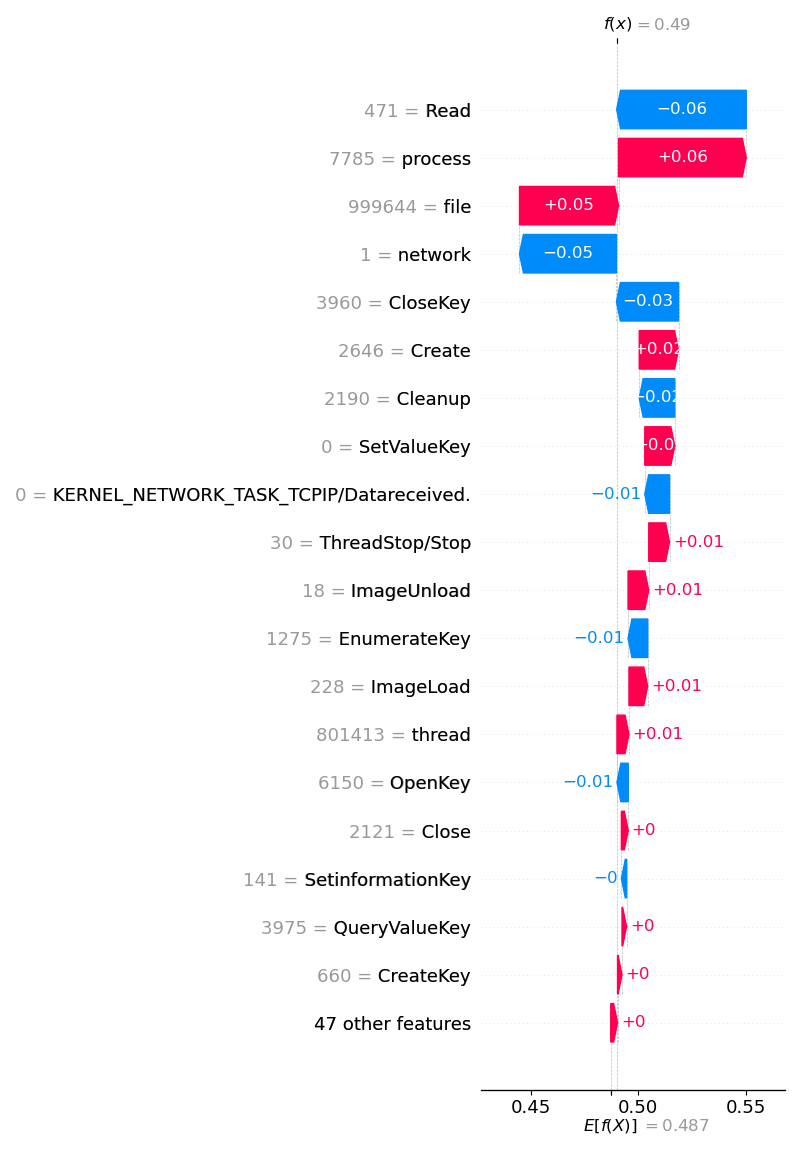 f(x) = 0.49
471 = Read −0.06
7785 = process +0.06
999644 = file +0.05
1 = network −0.05
3960 = CloseKey −0.03
2646 = Create +0.02
2190 = Cleanup −0.02
0 = SetValueKey
0 = KERNEL_NETWORK_TASK_TCPIP/Datareceived. −0.01
30 = ThreadStop/Stop +0.01
18 = ImageUnload +0.01
1275 = EnumerateKey −0.01
228 = ImageLoad +0.01
801413 = thread +0.01
6150 = OpenKey −0.01
2121 = Close +0
141 = SetinformationKey −0
3975 = QueryValueKey +0
660 = CreateKey +0
47 other features +0
0.45 0.50 0.55
E[f(X)] = 0.487